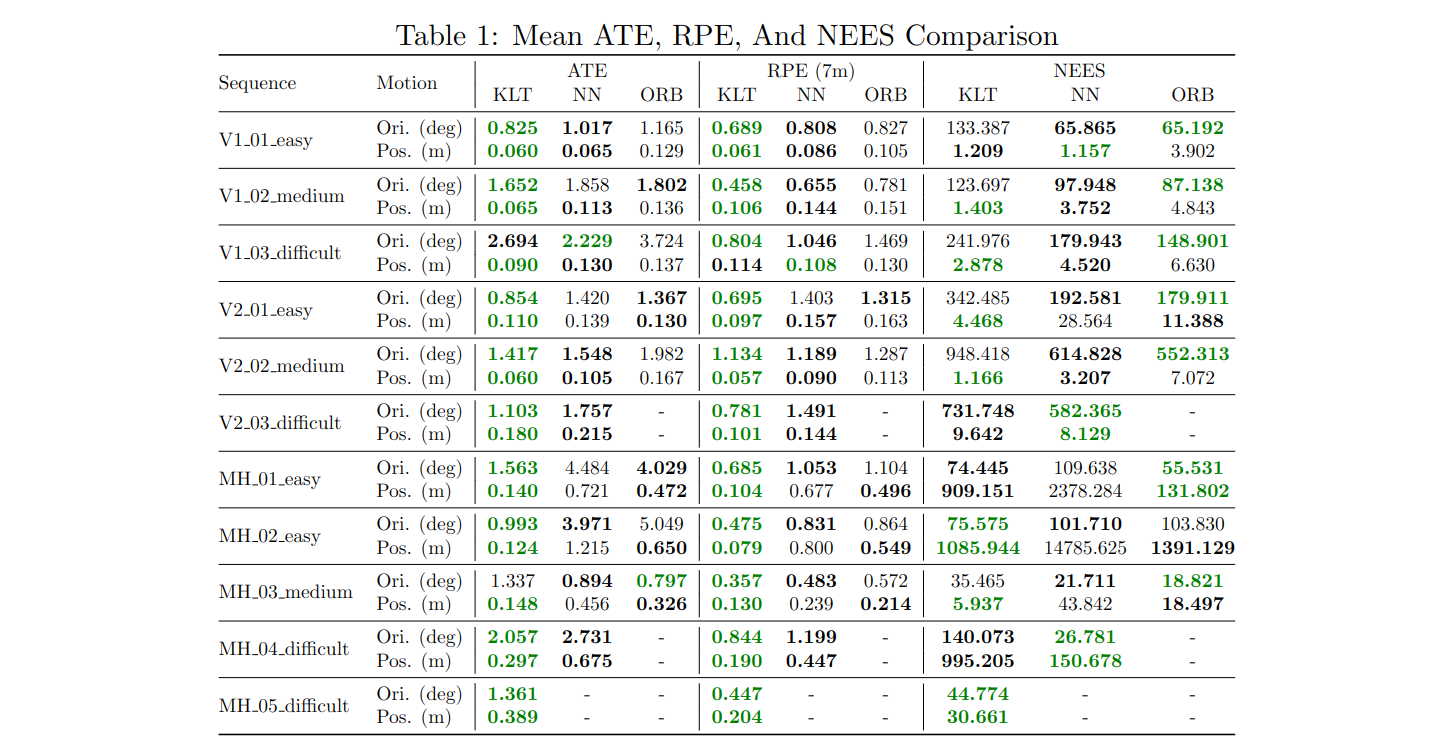 Table 1: Mean ATE, RPE, And NEES Comparison
Sequence Motion ATE RPE (7m) NEES
KLT NN ORB KLT NN ORB KLT NN ORB
V1_01_easy Ori. (deg) 0.825 1.017 1.165 0.689 0.808 0.827 133.387 65.865 65.192
Pos. (m) 0.060 0.065 0.129 0.061 0.086 0.105 1.209 1.157 3.902
V1_02_medium Ori. (deg) 1.652 1.858 1.802 0.458 0.655 0.781 123.697 97.948 87.138
Pos. (m) 0.065 0.113 0.136 0.106 0.144 0.151 1.403 3.752 4.843
V1_03_difficult Ori. (deg) 2.694 2.229 3.724 0.804 1.046 1.469 241.976 179.943 148.901
Pos. (m) 0.090 0.130 0.137 0.114 0.108 0.130 2.878 4.520 6.630
V2_01_easy Ori. (deg) 0.854 1.420 1.367 0.695 1.403 1.315 342.485 192.581 179.911
Pos. (m) 0.110 0.139 0.130 0.097 0.157 0.163 4.468 28.564 11.388
V2_02_medium Ori. (deg) 1.417 1.548 1.982 1.134 1.189 1.287 948.418 614.828 552.313
Pos. (m) 0.060 0.105 0.167 0.057 0.090 0.113 1.166 3.207 7.072
V2_03_difficult Ori. (deg) 1.103 1.757 - 0.781 1.491 - 731.748 582.365 -
Pos. (m) 0.180 0.215 - 0.101 0.144 - 9.642 8.129 -
MH_01_easy Ori. (deg) 1.563 4.484 4.029 0.685 1.053 1.104 74.445 109.638 55.531
Pos. (m) 0.140 0.721 0.472 0.104 0.677 0.496 909.151 2378.284 131.802
MH_02_easy Ori. (deg) 0.993 3.971 5.049 0.475 0.831 0.864 75.575 101.710 103.830
Pos. (m) 0.124 1.215 0.650 0.079 0.800 0.549 1085.944 14785.625 1391.129
MH_03_medium Ori. (deg) 1.337 0.894 0.797 0.357 0.483 0.572 35.465 21.711 18.821
Pos. (m) 0.148 0.456 0.326 0.130 0.239 0.214 5.937 43.842 18.497
MH_04_difficult Ori. (deg) 2.057 2.731 - 0.844 1.199 - 140.073 26.781 -
Pos. (m) 0.297 0.675 - 0.190 0.447 - 995.205 150.678 -
MH_05_difficult Ori. (deg) 1.361 - - 0.447 - - 44.774 - -
Pos. (m) 0.389 - - 0.204 - - 30.661 - -